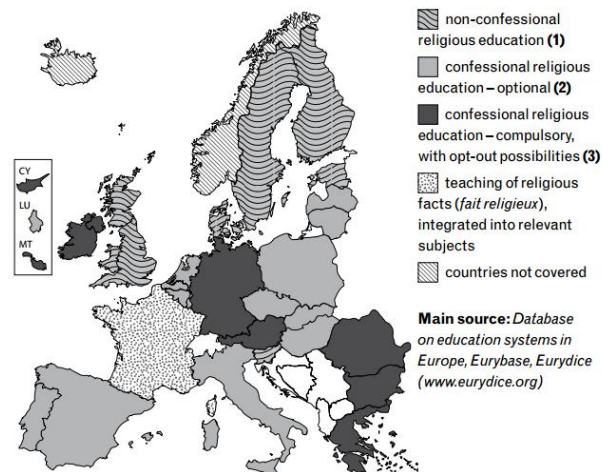 non-confessional
religious education (1)
confessional religious
education – optional (2)
confessional religious
education – compulsory,
with opt-out possibilities (3)
teaching of religious
facts (fait religieux),
integrated into relevant
subjects
countries not covered
Main source: Database
on education systems in
Europe, Eurybase, Eurydice
(www.eurydice.org)
CY
LU
MT